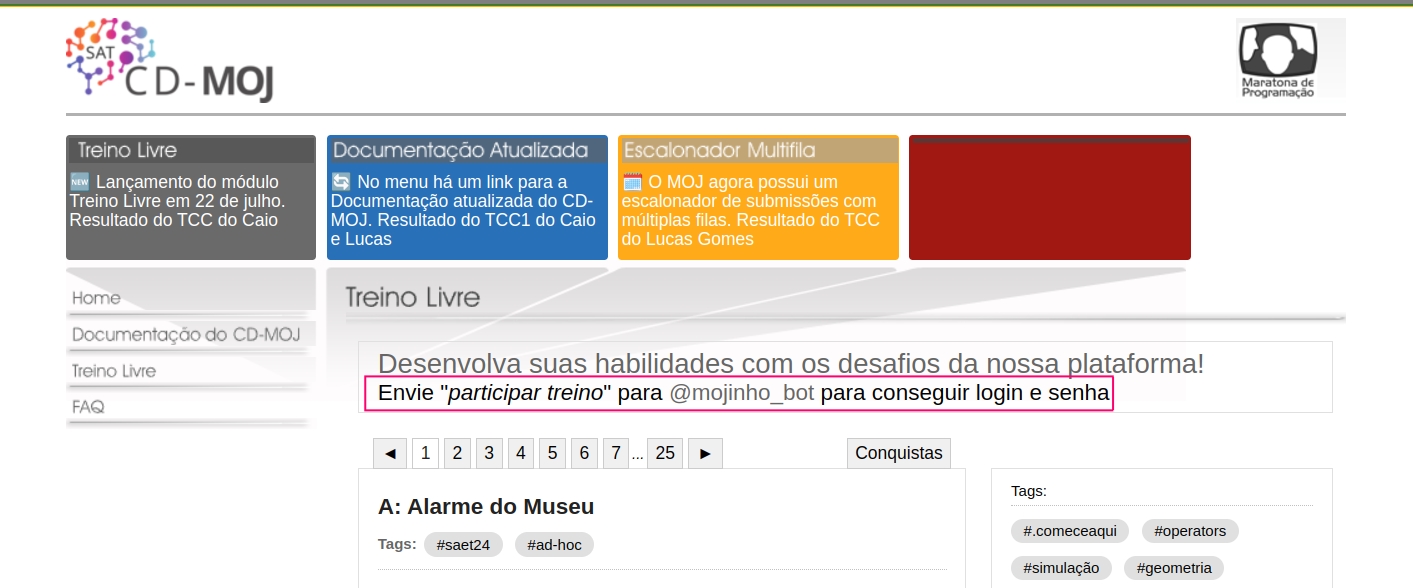 SAT
CD-MOJ
Maratona de
Programação
Treino Livre
🆕 Lançamento do módulo
Treino Livre em 22 de julho.
Resultado do TCC do Caio
Documentação Atualizada
🔄 No menu há um link para a
Documentação atualizada do CD-
MOJ. Resultado do TCC1 do Caio
e Lucas
Escalonador Multifila
🗓️ O MOJ agora possui um
escalonador de submissões com
múltiplas filas. Resultado do TCC
do Lucas Gomes
Home
Documentação do CD-MOJ
Treino Livre
FAQ
Treino Livre
Desenvolva suas habilidades com os desafios da nossa plataforma!
Envie "participar treino" para @mojinho_bot para conseguir login e senha
◄ 1 2 3 4 5 6 7 ... 25 ►
Conquistas
A: Alarme do Museu
Tags: #saet24 #ad-hoc
Tags:
#.comeceaqui #operators
#simulação #geometria